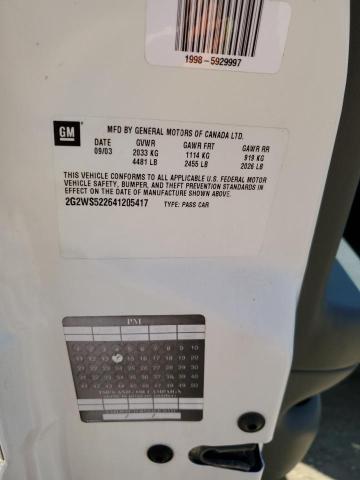 1998-5929997
GM
MFD BY GENERAL MOTORS OF CANADA LTD.
DATE GVWR GAWR FRT GAWR RR
09/03 2033 KG 1114 KG 919 KG
4481 LB 2455 LB 2026 LB
THIS VEHICLE CONFORMS TO ALL APPLICABLE U.S. FEDERAL MOTOR
VEHICLE SAFETY, BUMPER, AND THEFT PREVENTION STANDARDS IN
EFFECT ON THE DATE OF MANUFACTURE SHOWN ABOVE.
2G2WS522641205417 TYPE: PASS CAR
PM